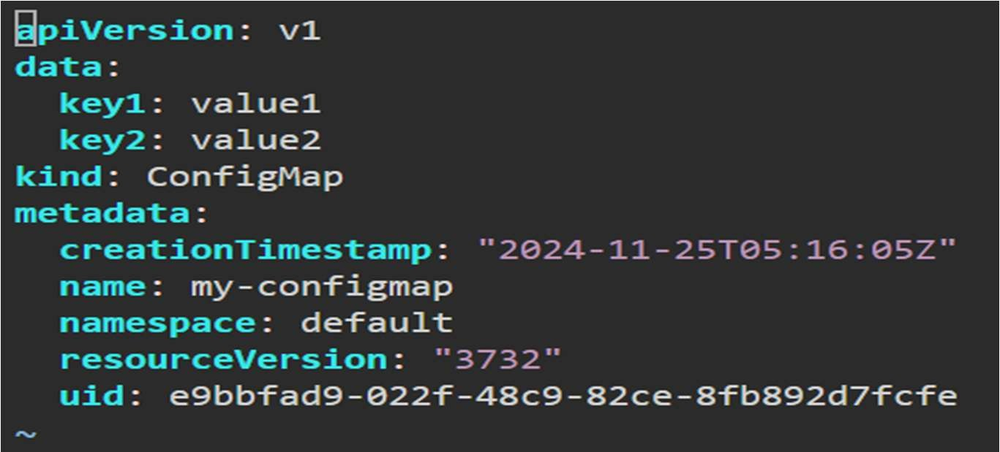 apiVersion: v1
data:
  key1: value1
  key2: value2
kind: ConfigMap
metadata:
  creationTimestamp: "2024-11-25T05:16:05Z"
  name: my-configmap
  namespace: default
  resourceVersion: "3732"
  uid: e9bbfad9-022f-48c9-82ce-8fb892d7fcfe
~